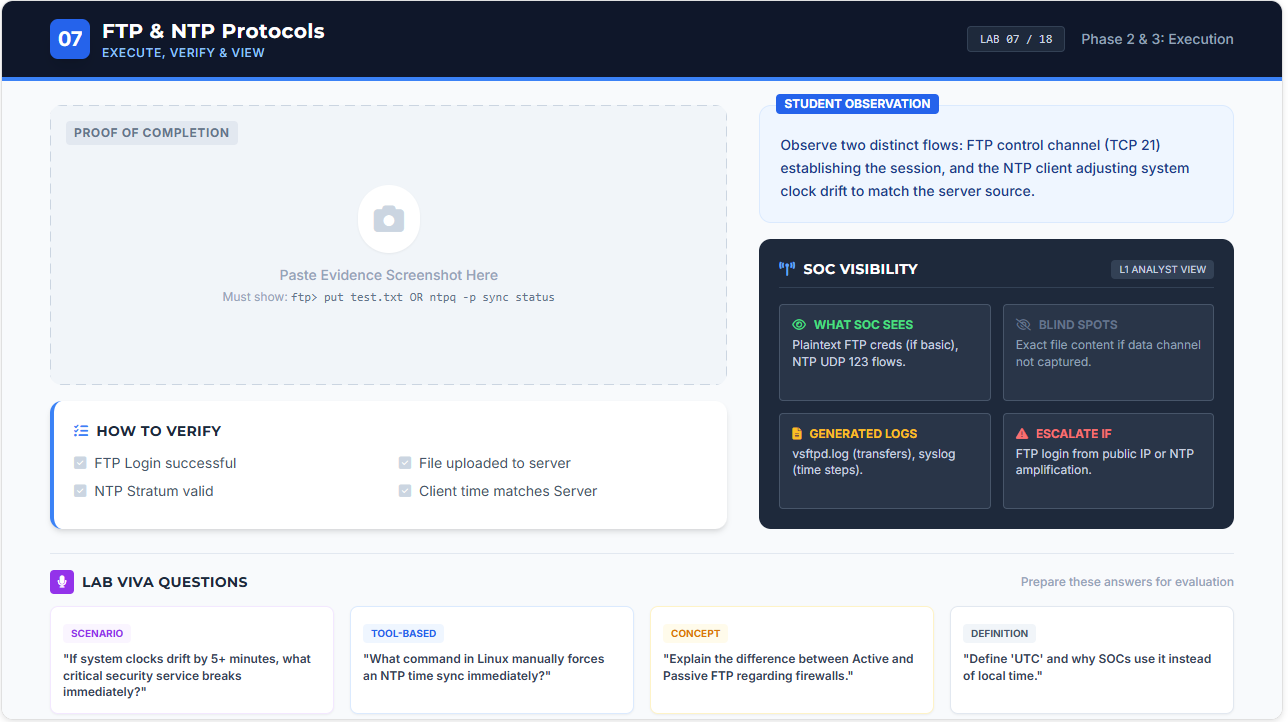 07
FTP & NTP Protocols
EXECUTE, VERIFY & VIEW
LAB 07 / 18
Phase 2 & 3: Execution
PROOF OF COMPLETION
Paste Evidence Screenshot Here
Must show: ftp> put test.txt OR ntpq -p sync status
HOW TO VERIFY
FTP Login successful
File uploaded to server
NTP Stratum valid
Client time matches Server
STUDENT OBSERVATION
Observe two distinct flows: FTP control channel (TCP 21)
establishing the session, and the NTP client adjusting system
clock drift to match the server source.
SOC VISIBILITY
L1 ANALYST VIEW
WHAT SOC SEES
Plaintext FTP creds (if basic),
NTP UDP 123 flows.
BLIND SPOTS
Exact file content if data channel
not captured.
GENERATED LOGS
vsftpd.log (transfers), syslog
(time steps).
ESCALATE IF
FTP login from public IP or NTP
amplification.
LAB VIVA QUESTIONS
Prepare these answers for evaluation
SCENARIO
"If system clocks drift by 5+ minutes, what
critical security service breaks
immediately?"
TOOL-BASED
"What command in Linux manually forces
an NTP time sync immediately?"
CONCEPT
"Explain the difference between Active and
Passive FTP regarding firewalls."
DEFINITION
"Define 'UTC' and why SOCs use it instead
of local time."